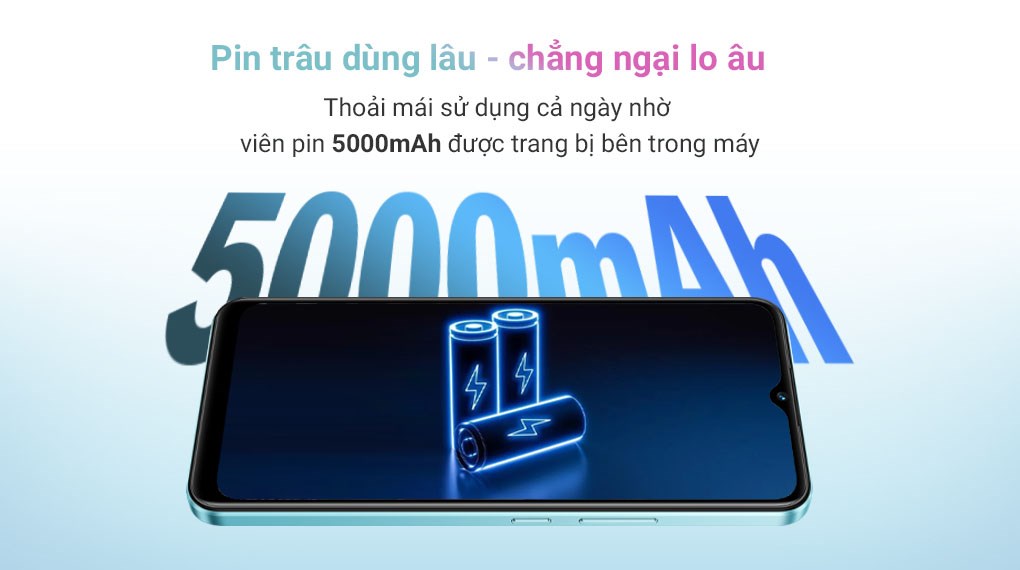 Pin trâu dùng lâu - chẳng ngại lo âu
Thoải mái sử dụng cả ngày nhờ
viên pin 5000mAh được trang bị bên trong máy
5000mAh